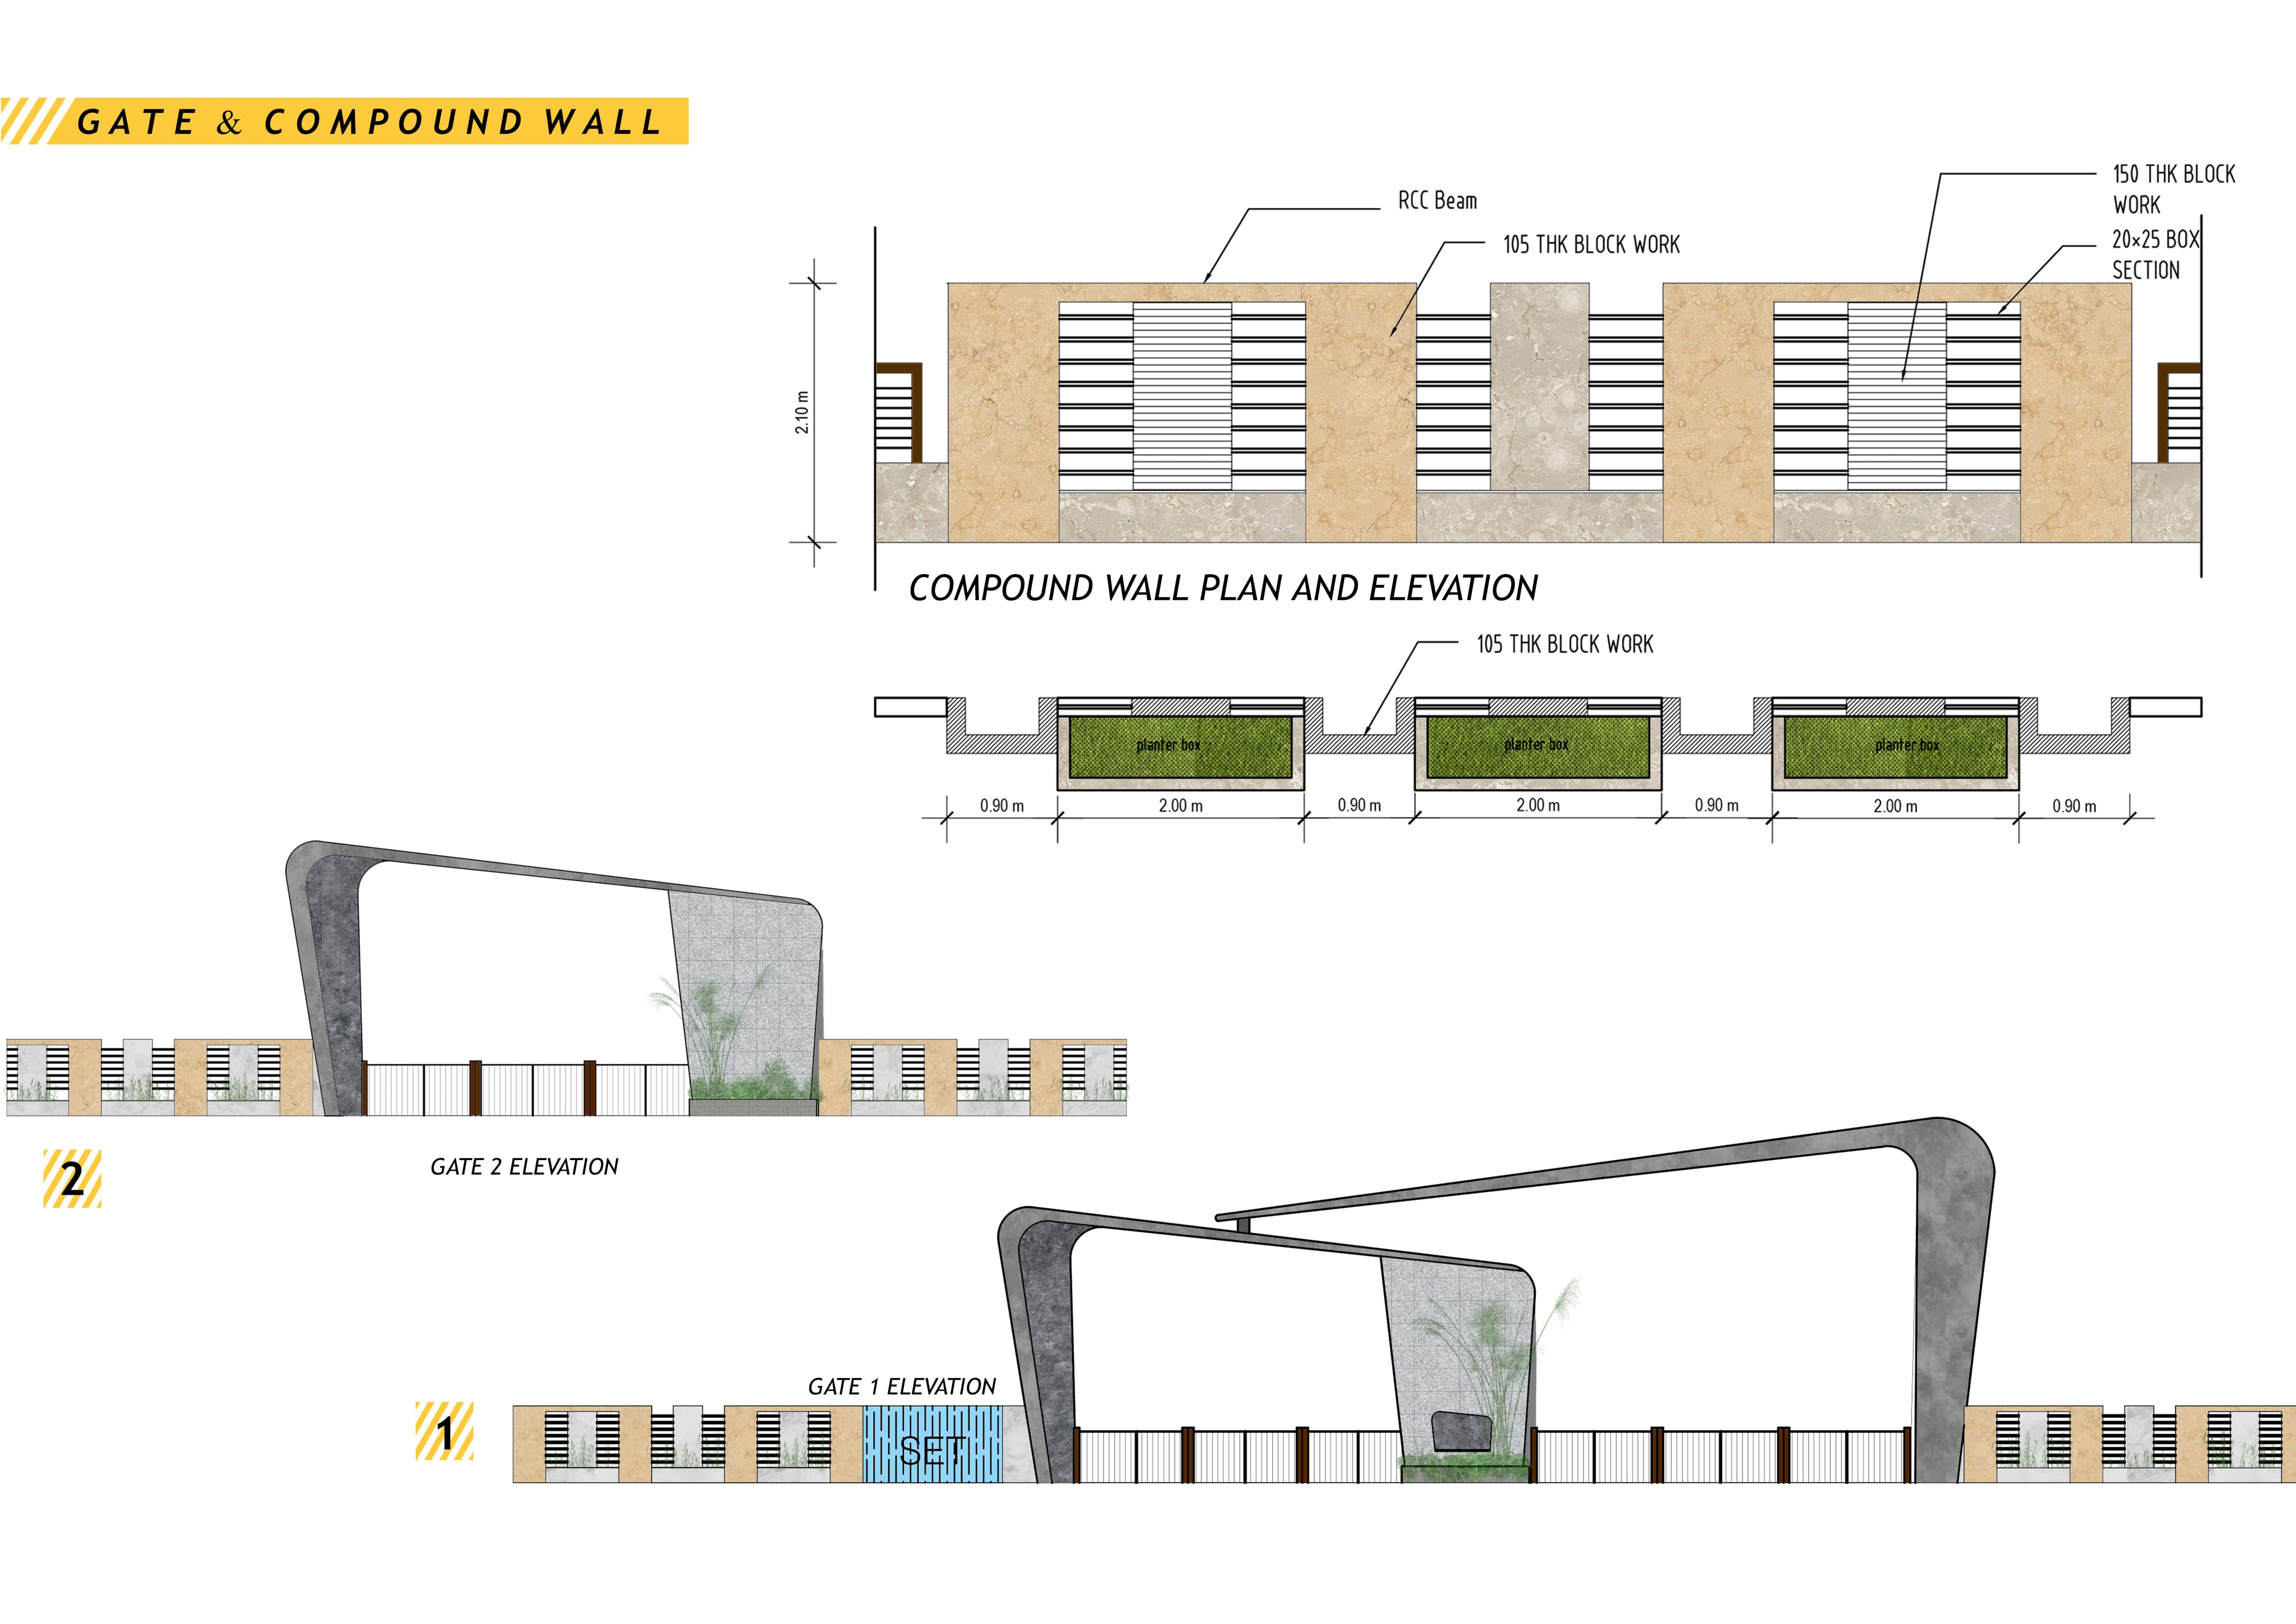 GATE & COMPOUND WALL
150 THK BLOCK
WORK
RCC Beam
105 THK BLOCK WORK
20×25 BOX
SECTION
2.10 m
COMPOUND WALL PLAN AND ELEVATION
105 THK BLOCK WORK
planter box
planter box
planter box
0.90 m
2.00 m
0.90 m
2.00 m
0.90 m
2.00 m
0.90 m
2
GATE 2 ELEVATION
GATE 1 ELEVATION
1
SET